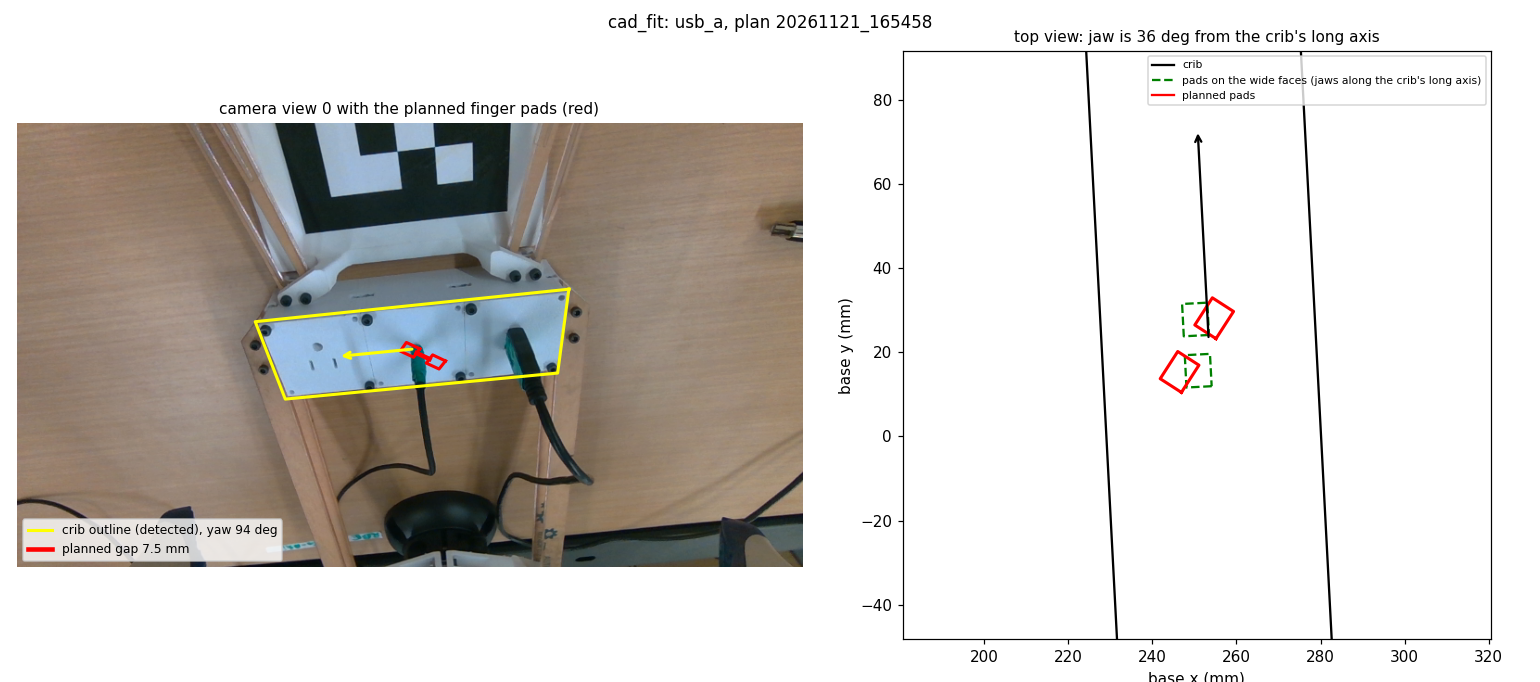 cad_fit: usb_a, plan 20261121_165458
camera view 0 with the planned finger pads (red)
crib outline (detected), yaw 94 deg
planned gap 7.5 mm
top view: jaw is 36 deg from the crib's long axis
crib
pads on the wide faces (jaws along the crib's long axis)
planned pads
base y (mm)
80
60
40
20
0
−20
−40
200
220
240
260
280
300
320
base x (mm)